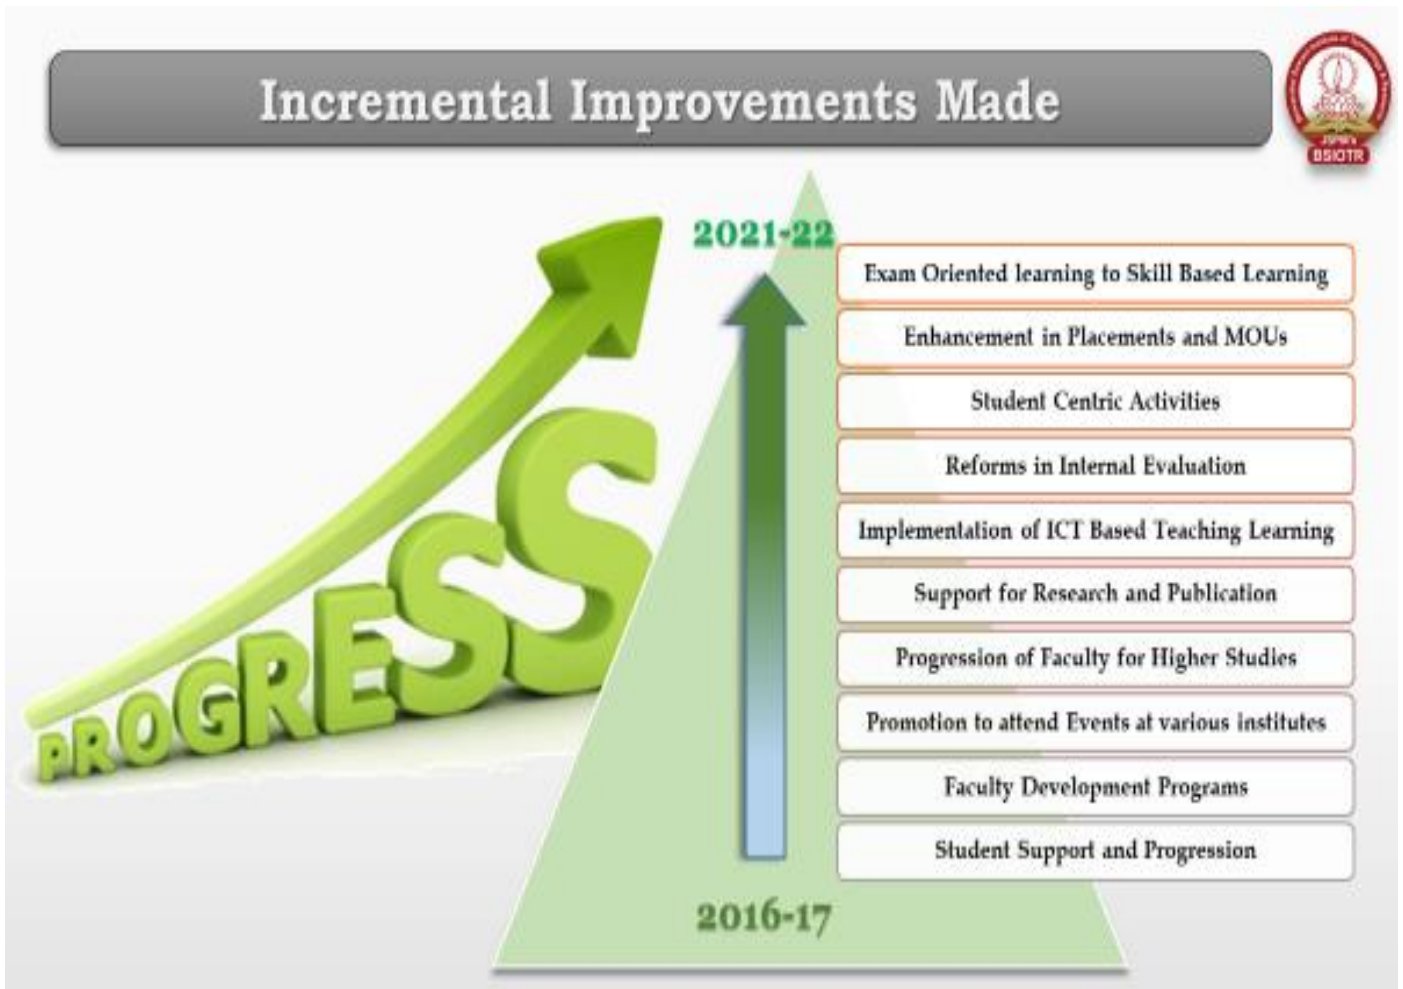 Incremental Improvements Made
JSPM's
BSIOTR
2021-22
Exam Oriented learning to Skill Based Learning
Enhancement in Placements and MOUs
Student Centric Activities
Reforms in Internal Evaluation
Implementation of ICT Based Teaching Learning
Support for Research and Publication
Progression of Faculty for Higher Studies
Promotion to attend Events at various institutes
Faculty Development Programs
Student Support and Progression
2016-17
PROGRESS